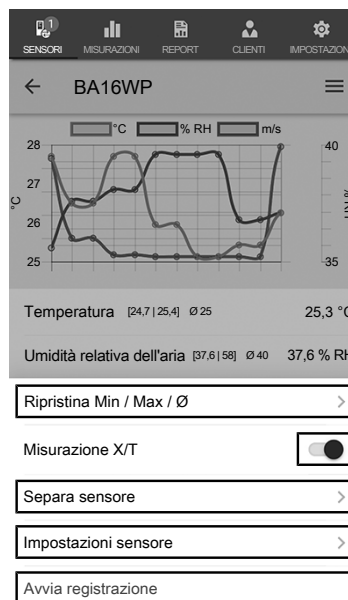 1
SENSORI MISURAZIONI REPORT CLIENTI IMPOSTAZION
BA16WP
°C % RH m/s
28 40
27
°C
26
25 35
Temperatura [24,7 | 25,4] Ø 25 25,3 °C
Umidità relativa dell'aria [37,6 | 58] Ø 40 37,6 % RH
Ripristina Min / Max / Ø
Misurazione X/T
Separa sensore
Impostazioni sensore
Avvia registrazione